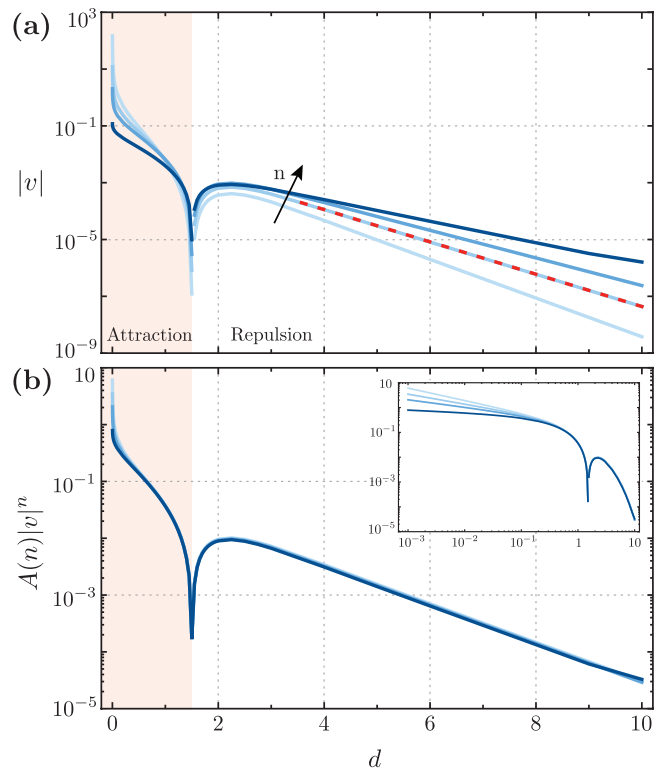 (a)
10^3
10^{-1}
|v|
n
10^{-5}
Attraction
Repulsion
10^{-9}
(b)
10
10^{-1}
A(n)|v|^n
10^{-3}
10^{-5}
10
10^{-1}
10^{-3}
10^{-5}
10^{-3} 10^{-2} 10^{-1} 1 10
0 2 4 6 8 10
d